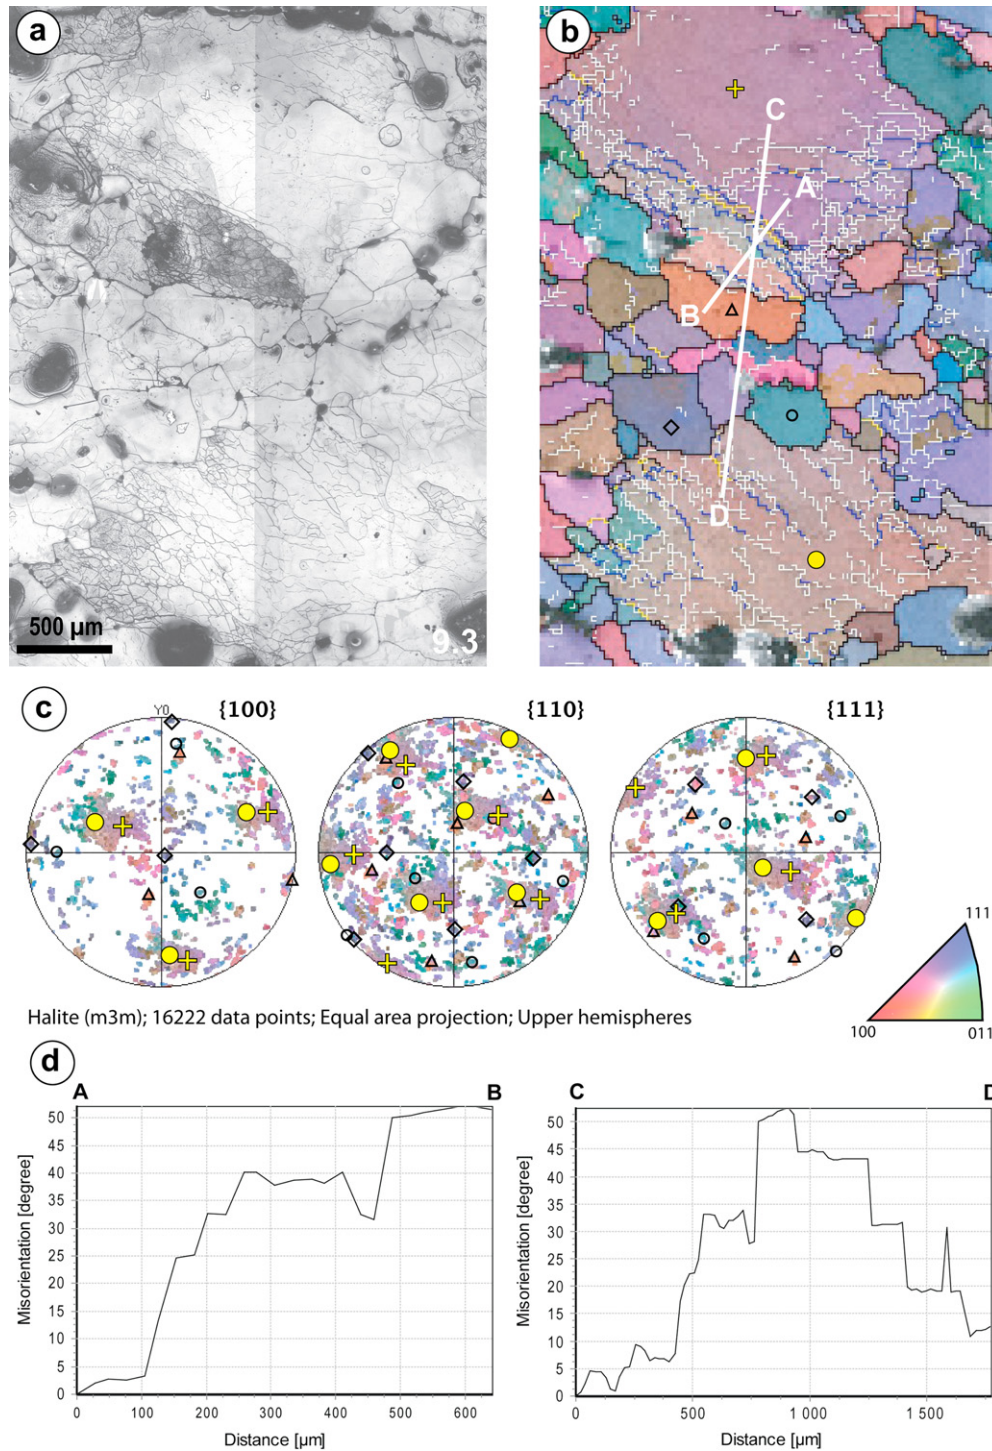 a
500 µm
9.3
b
C
A
B
D
c
Y0
{100}
{110}
{111}
111
100
011
Halite (m3m); 16222 data points; Equal area projection; Upper hemispheres
d
A
B
Misorientation [degree]
50
45
40
35
30
25
20
15
10
5
0
0 100 200 300 400 500 600
Distance [µm]
C
D
Misorientation [degree]
50
45
40
35
30
25
20
15
10
5
0
0 500 1 000 1 500
Distance [µm]